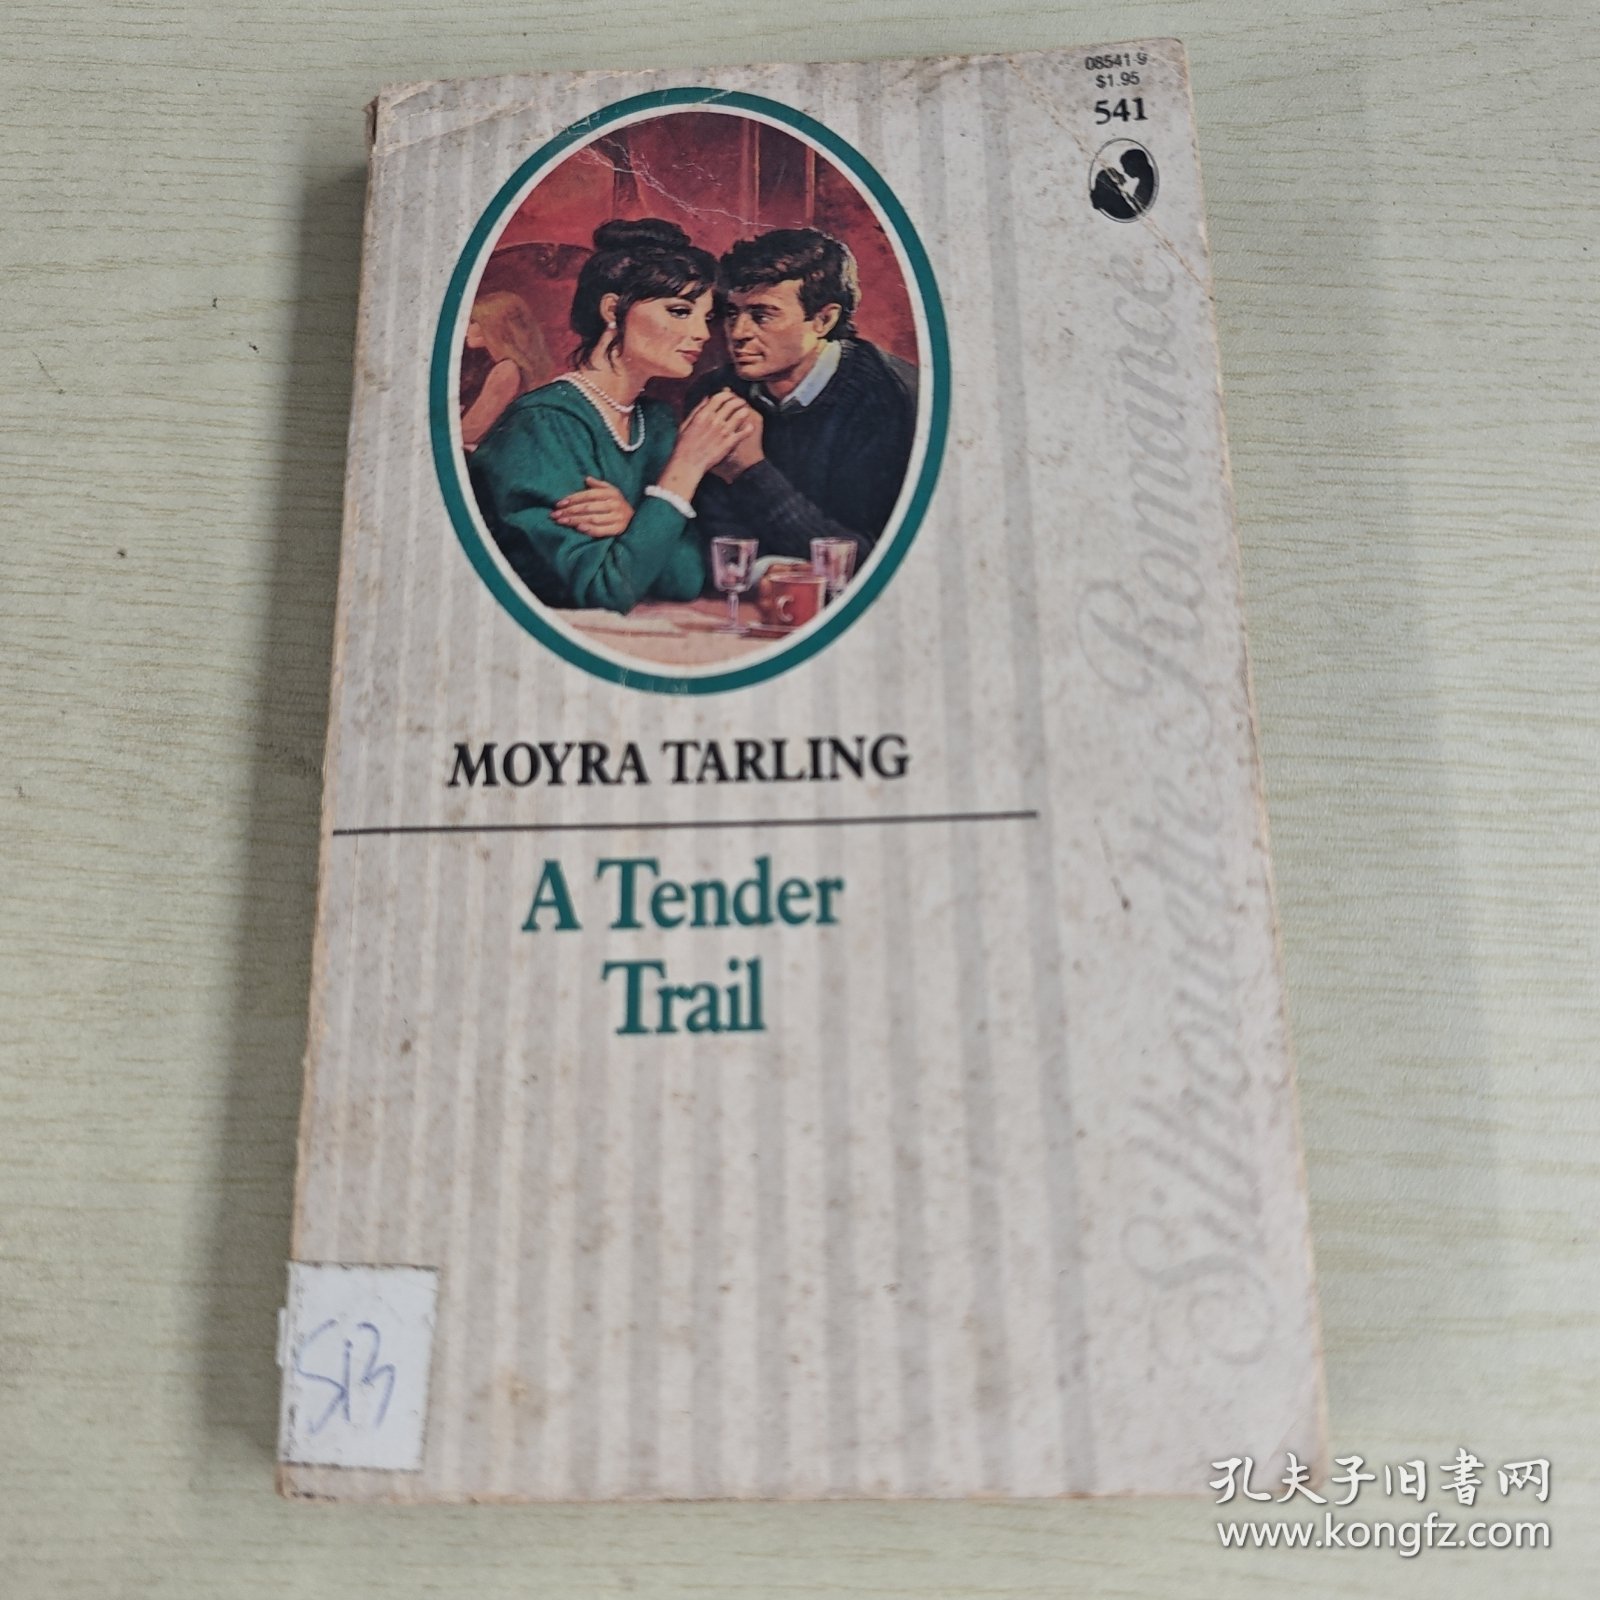 08541-9
$1.95
541
Silhouette Romance
MOYRA TARLING
A Tender
Trail
孔夫子旧书网
www.kongfz.com